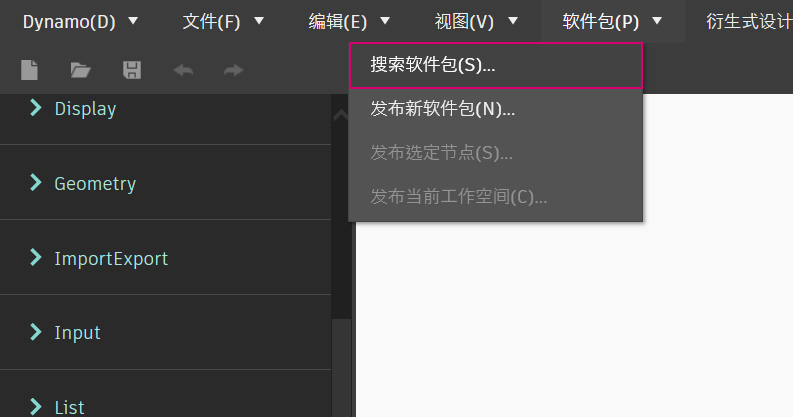 Dynamo(D) 文件(F) 编辑(E) 视图(V) 软件包(P) 衍生式设计
搜索软件包(S)...
发布新软件包(N)...
发布选定节点(S)...
发布当前工作空间(C)...
Display
Geometry
ImportExport
Input
List